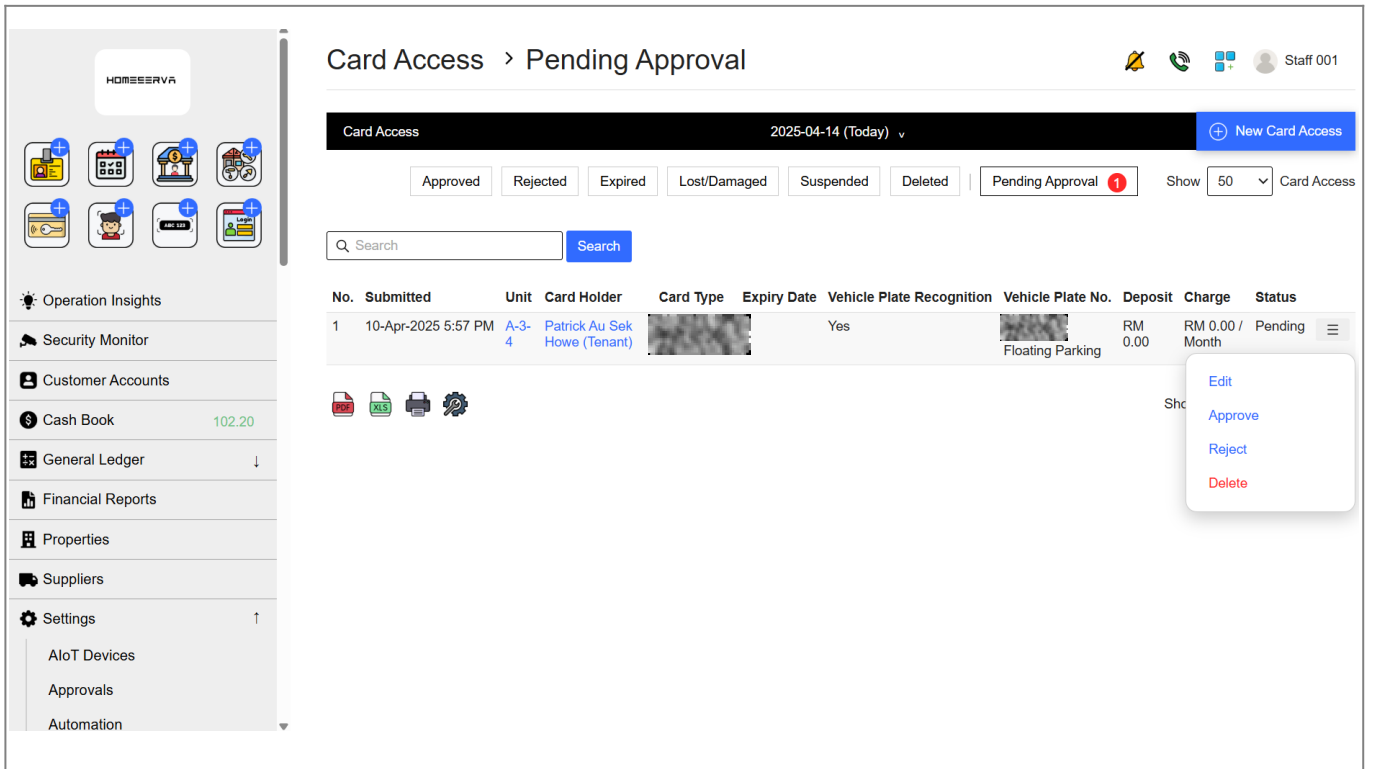 HOMESERVA
Card Access > Pending Approval
Staff 001
Card Access
2025-04-14 (Today)
New Card Access
Approved
Rejected
Expired
Lost/Damaged
Suspended
Deleted
Pending Approval 1
Show 50 Card Access
Search
Search
ABC 123
Login
Operation Insights
Security Monitor
Customer Accounts
Cash Book 102.20
General Ledger ↓
Financial Reports
Properties
Suppliers
Settings ↑
AIoT Devices
Approvals
Automation
No. Submitted Unit Card Holder Card Type Expiry Date Vehicle Plate Recognition Vehicle Plate No. Deposit Charge Status
1 10-Apr-2025 5:57 PM A-3- Patrick Au Sek Yes RM RM 0.00 / Pending
4 Howe (Tenant) Floating Parking 0.00 Month
PDF XLS
Edit
Approve
Reject
Delete